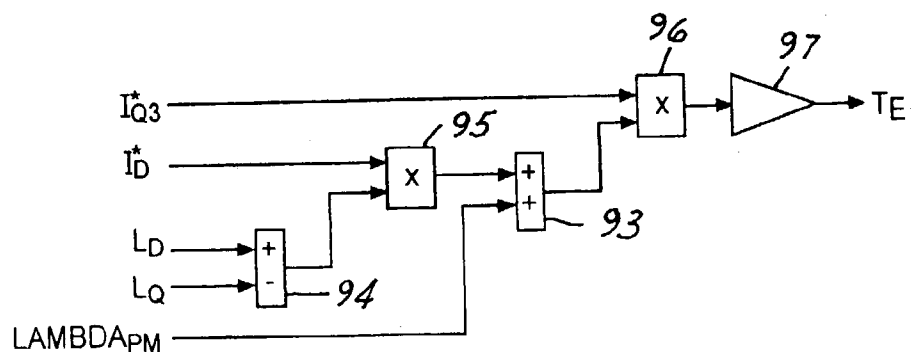 96
97
I*Q3
TE
95
I*D
X
X
+
+
93
LD
+
LQ
-
94
LAMBDAPM